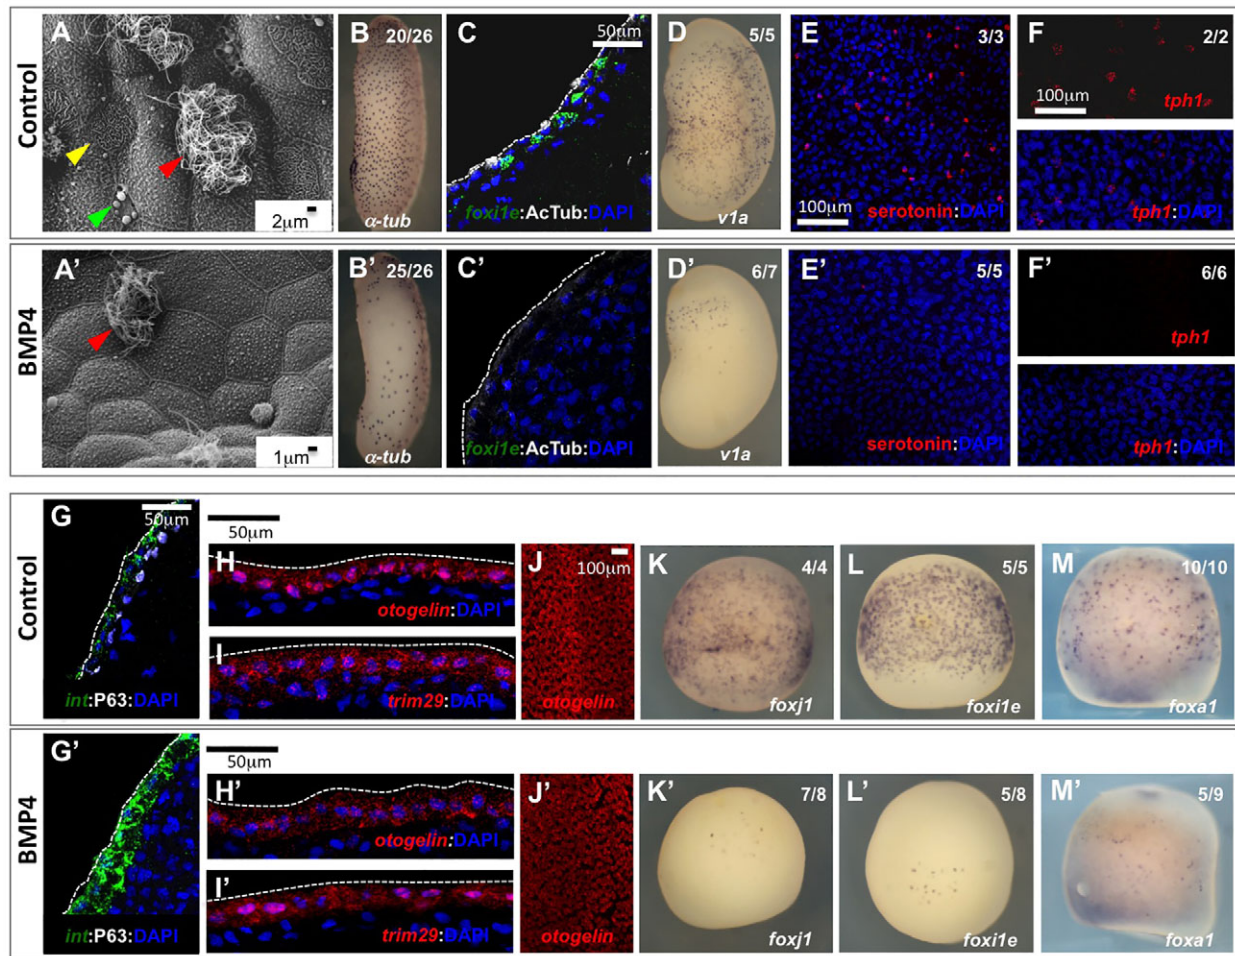 Control
A
2μm
B
20/26
α-tub
C
50μm
foxi1e:AcTub:DAPI
D
5/5
v1a
E
3/3
100μm
serotonin:DAPI
F
2/2
100μm
tph1
tph1:DAPI
BMP4
A’
1μm
B’
25/26
α-tub
C’
foxi1e:AcTub:DAPI
D’
6/7
v1a
E’
5/5
serotonin:DAPI
F’
6/6
tph1
tph1:DAPI
Control
G
50μm
int:P63:DAPI
50μm
H
otogelin:DAPI
I
trim29:DAPI
J
100μm
otogelin
K
4/4
foxj1
L
5/5
foxi1e
M
10/10
foxa1
BMP4
G’
int:P63:DAPI
50μm
H’
otogelin:DAPI
I’
trim29:DAPI
J’
otogelin
K’
7/8
foxj1
L’
5/8
foxi1e
M’
5/9
foxa1